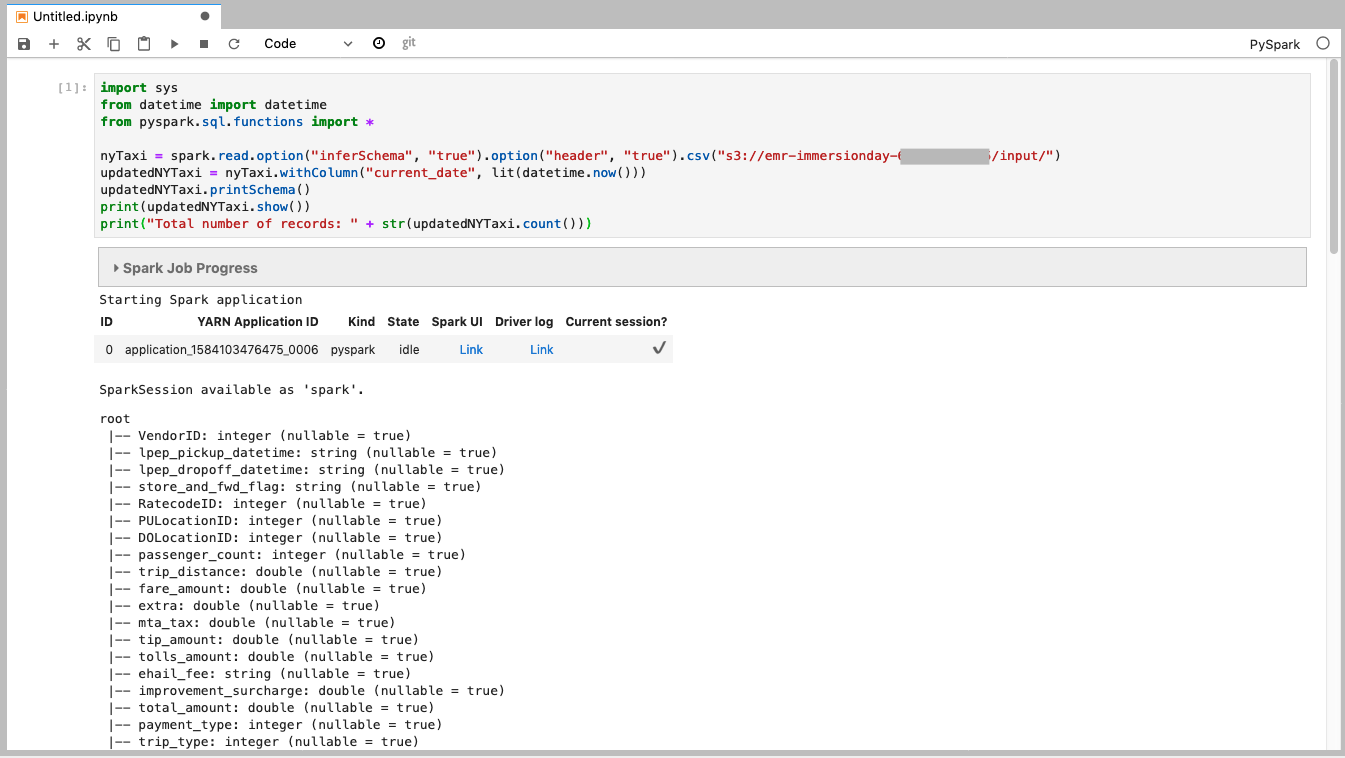 Untitled.ipynb
Code
git
PySpark
[1]:
import sys
from datetime import datetime
from pyspark.sql.functions import *
nyTaxi = spark.read.option("inferSchema", "true").option("header", "true").csv("s3://emr-immersionday-/input/")
updatedNYTaxi = nyTaxi.withColumn("current_date", lit(datetime.now()))
updatedNYTaxi.printSchema()
print(updatedNYTaxi.show())
print("Total number of records: " + str(updatedNYTaxi.count()))
Spark Job Progress
Starting Spark application
ID YARN Application ID Kind State Spark UI Driver log Current session?
0 application_1584103476475_0006 pyspark idle Link Link ✓
SparkSession available as 'spark'.
root
|-- VendorID: integer (nullable = true)
|-- lpep_pickup_datetime: string (nullable = true)
|-- lpep_dropoff_datetime: string (nullable = true)
|-- store_and_fwd_flag: string (nullable = true)
|-- RatecodeID: integer (nullable = true)
|-- PULocationID: integer (nullable = true)
|-- DOLocationID: integer (nullable = true)
|-- passenger_count: integer (nullable = true)
|-- trip_distance: double (nullable = true)
|-- fare_amount: double (nullable = true)
|-- extra: double (nullable = true)
|-- mta_tax: double (nullable = true)
|-- tip_amount: double (nullable = true)
|-- tolls_amount: double (nullable = true)
|-- ehail_fee: string (nullable = true)
|-- improvement_surcharge: double (nullable = true)
|-- total_amount: double (nullable = true)
|-- payment_type: integer (nullable = true)
|-- trip_type: integer (nullable = true)